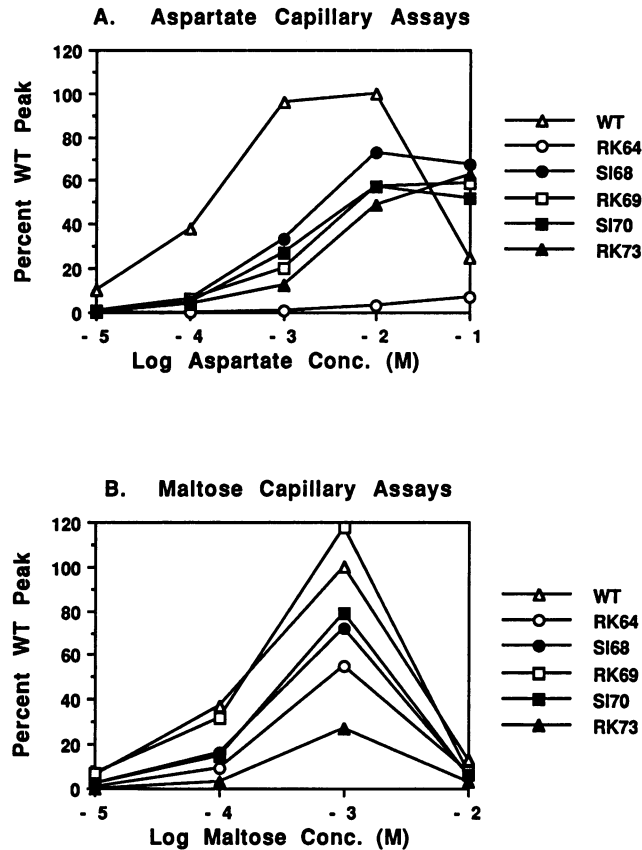 A. Aspartate Capillary Assays
Percent WT Peak
120
100
80
60
40
20
0
- 5 - 4 - 3 - 2 - 1
Log Aspartate Conc. (M)
WT
RK64
SI68
RK69
SI70
RK73
B. Maltose Capillary Assays
Percent WT Peak
120
100
80
60
40
20
0
- 5 - 4 - 3 - 2
Log Maltose Conc. (M)
WT
RK64
SI68
RK69
SI70
RK73